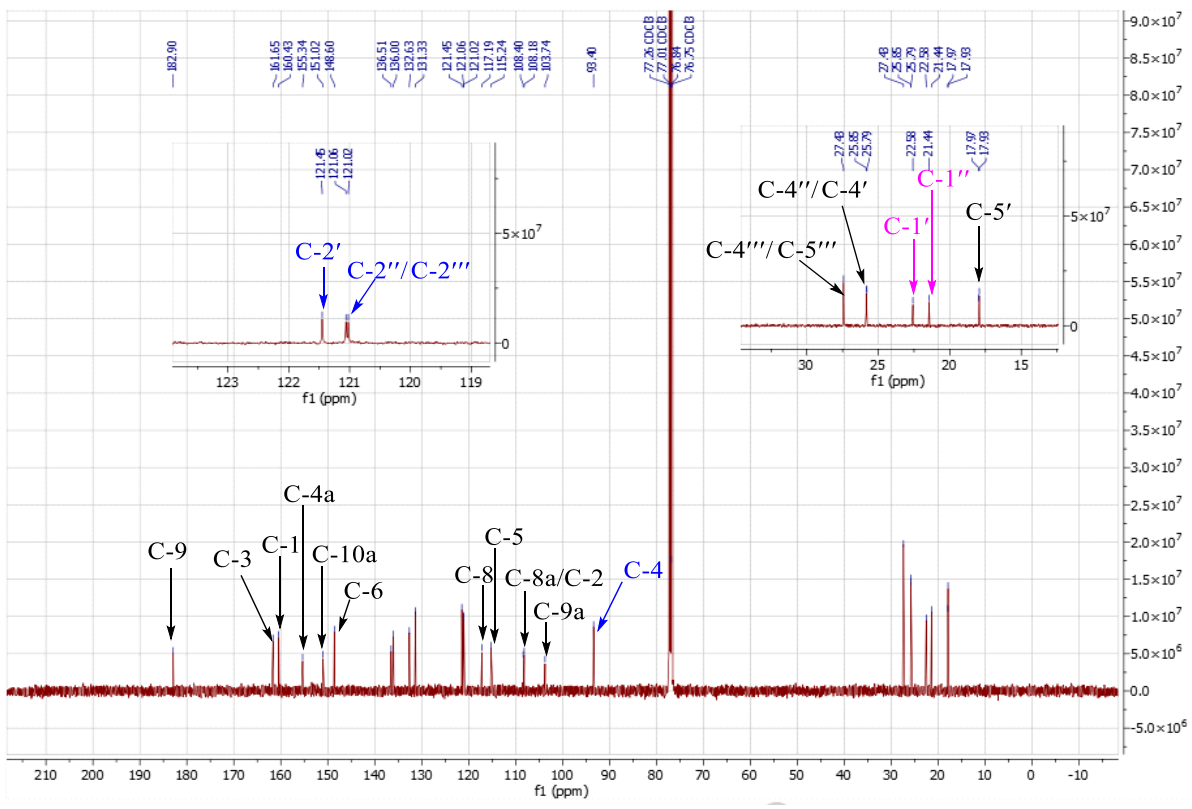 182.90
161.65
160.43
155.34
151.02
148.60
136.51
136.00
132.63
131.33
121.45
121.06
121.02
117.19
115.24
108.40
108.18
103.74
93.40
77.26 CDCl3
77.01 CDCl3
76.84
76.75 CDCl3
27.43
25.85
25.79
22.58
21.44
17.97
17.93
121.45
121.06
121.02
C-2′
C-2′′/C-2′′′
5×10⁷
0
123 122 121 120 119
f1 (ppm)
27.43
25.85
25.79
22.58
21.44
17.97
17.93
C-1′′
C-4′′/C-4′
C-5′
C-1′
C-4′′′/C-5′′′
5×10⁷
0
30 25 20 15
f1 (ppm)
C-4a
C-9
C-3
C-1
C-10a
C-6
C-5
C-8
C-8a/C-2
C-9a
C-4
9.0×10⁷
8.5×10⁷
8.0×10⁷
7.5×10⁷
7.0×10⁷
6.5×10⁷
6.0×10⁷
5.5×10⁷
5.0×10⁷
4.5×10⁷
4.0×10⁷
3.5×10⁷
3.0×10⁷
2.5×10⁷
2.0×10⁷
1.5×10⁷
1.0×10⁷
5.0×10⁶
0.0
-5.0×10⁶
210 200 190 180 170 160 150 140 130 120 110 100 90 80 70 60 50 40 30 20 10 0 -10
f1 (ppm)